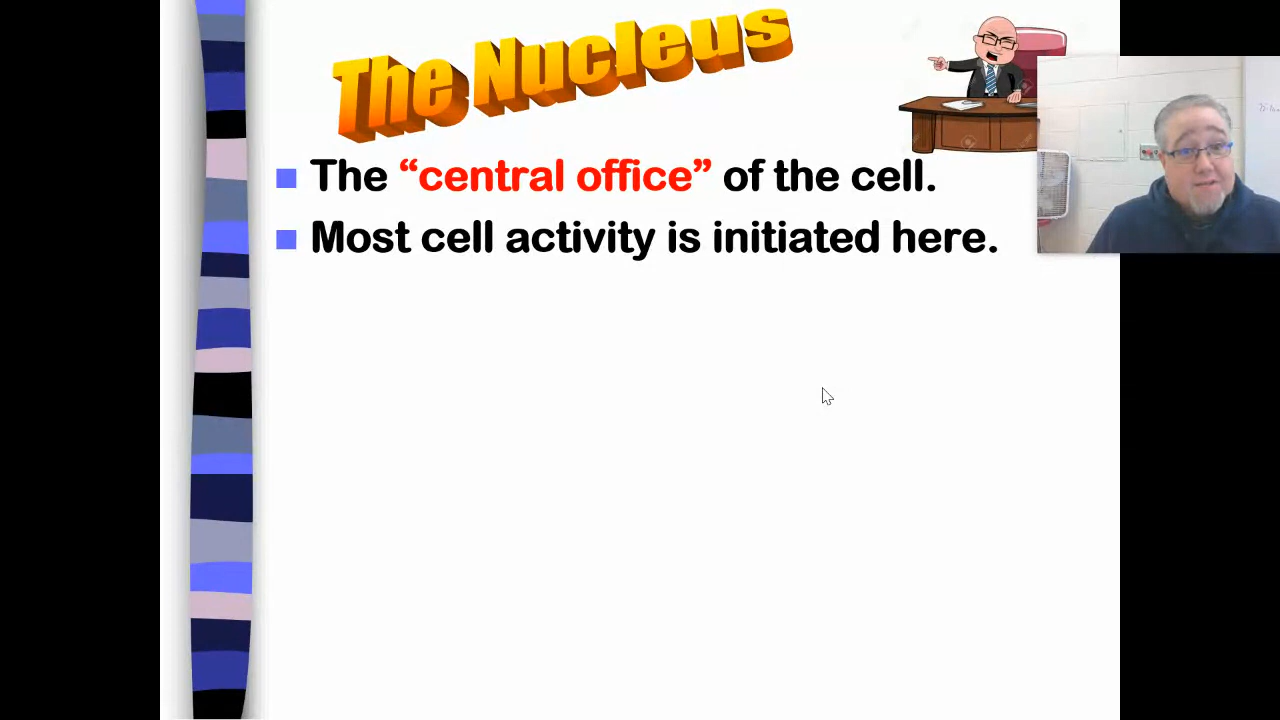 The Nucleus
The “central office” of the cell.
Most cell activity is initiated here.